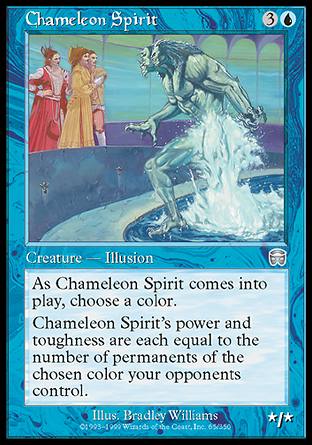 Chameleon Spirit 3
Creature — Illusion
As Chameleon Spirit comes into
play, choose a color.
Chameleon Spirit's power and
toughness are each equal to the
number of permanents of the
chosen color your opponents
control.
Illus. Bradley Williams
©1993–1999 Wizards of the Coast, Inc. 65/350
*/*